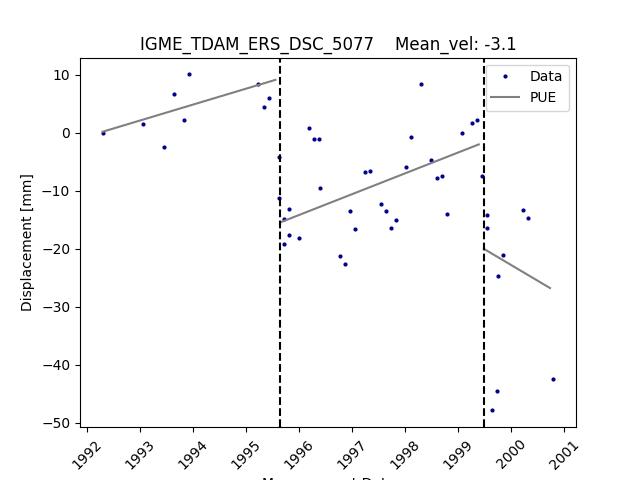 IGME_TDAM_ERS_DSC_5077    Mean_vel: -3.1
Data
PUE
Displacement [mm]
10
0
−10
−20
−30
−40
−50
1992 1993 1994 1995 1996 1997 1998 1999 2000 2001